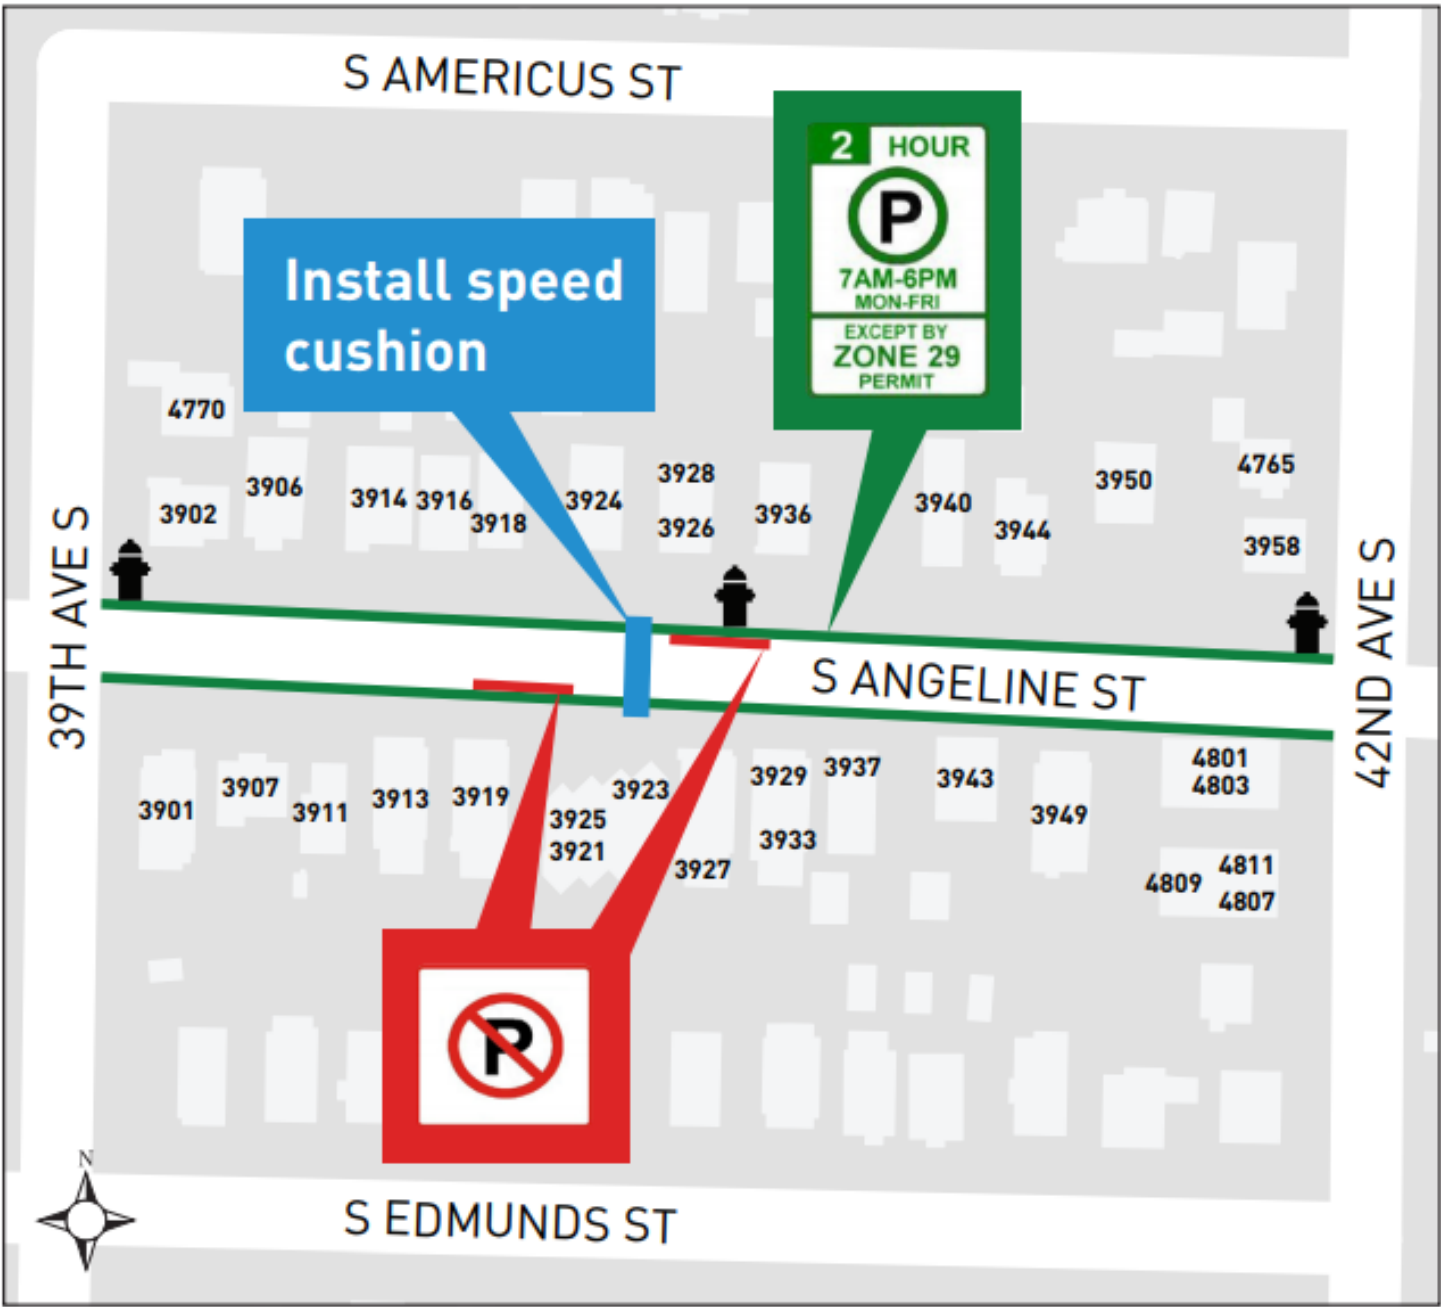 S AMERICUS ST
2 HOUR
P
7AM-6PM
MON-FRI
EXCEPT BY
ZONE 29
PERMIT
Install speed
cushion
4770
3902
3906
3914
3916
3918
3924
3928
3926
3936
3940
3944
3950
4765
3958
39TH AVE S
42ND AVE S
S ANGELINE ST
3901
3907
3911
3913
3919
3925
3921
3923
3927
3929
3933
3937
3943
3949
4801
4803
4809
4811
4807
P
N
S EDMUNDS ST